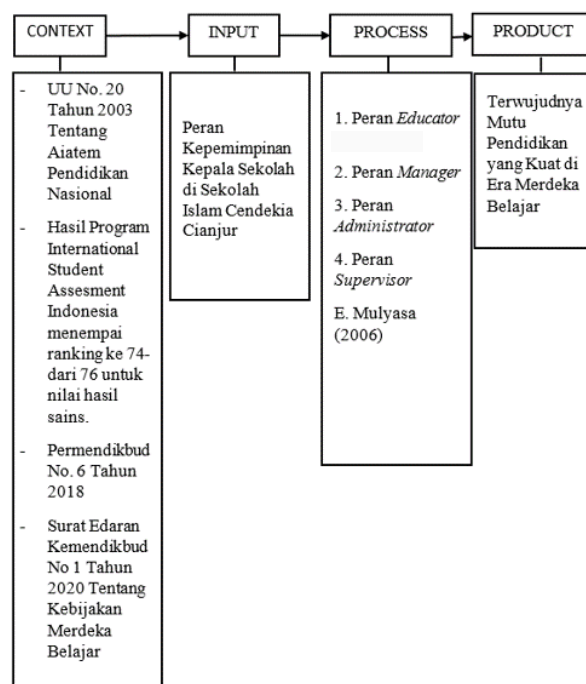 CONTEXT
INPUT
PROCESS
PRODUCT
- UU No. 20
Tahun 2003
Tentang
Aiatem
Pendidikan
Nasional
- Hasil Program
International
Student
Assesment
Indonesia
menempai
ranking ke 74-
dari 76 untuk
nilai hasil
sains.
- Permendikbud
No. 6 Tahun
2018
- Surat Edaran
Kemendikbud
No 1 Tahun
2020 Tentang
Kebijakan
Merdeka
Belajar
Peran
Kepemimpinan
Kepala Sekolah
di Sekolah
Islam Cendekia
Cianjur
1. Peran Educator
2. Peran Manager
3. Peran
Administrator
4. Peran
Supervisor
E. Mulyasa
(2006)
Terwujudnya
Mutu
Pendidikan
yang Kuat di
Era Merdeka
Belajar